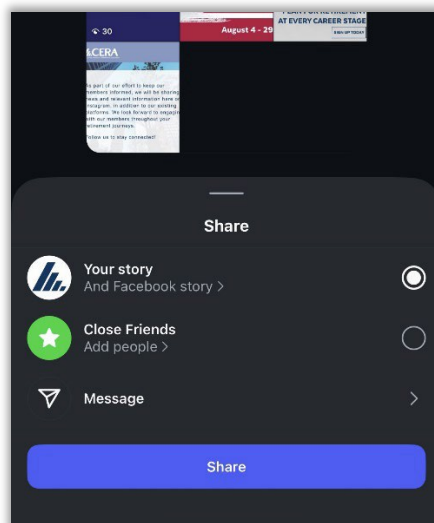 30
August 4 - 29
AT EVERY CAREER STAGE
SIGN UP TODAY
CERA
part of our effort to keep our
members informed, we will be sharing
news and relevant information here on
Instagram, in addition to our existing
platforms. We look forward to engaging
with our members throughout your
retirement journeys.
Follow us to stay connected!
Share
Your story
And Facebook story >
Close Friends
Add people >
Message
Share